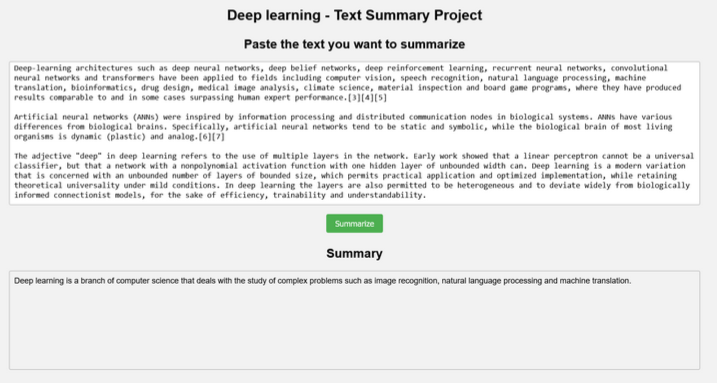 Deep learning - Text Summary Project
Paste the text you want to summarize
Deep-learning architectures such as deep neural networks, deep belief networks, deep reinforcement learning, recurrent neural networks, convolutional
neural networks and transformers have been applied to fields including computer vision, speech recognition, natural language processing, machine
translation, bioinformatics, drug design, medical image analysis, climate science, material inspection and board game programs, where they have produced
results comparable to and in some cases surpassing human expert performance.[3][4][5]
Artificial neural networks (ANNs) were inspired by information processing and distributed communication nodes in biological systems. ANNs have various
differences from biological brains. Specifically, artificial neural networks tend to be static and symbolic, while the biological brain of most living
organisms is dynamic (plastic) and analog.[6][7]
The adjective "deep" in deep learning refers to the use of multiple layers in the network. Early work showed that a linear perceptron cannot be a universal
classifier, but that a network with a nonpolynomial activation function with one hidden layer of unbounded width can. Deep learning is a modern variation
that is concerned with an unbounded number of layers of bounded size, which permits practical application and optimized implementation, while retaining
theoretical universality under mild conditions. In deep learning the layers are also permitted to be heterogeneous and to deviate widely from biologically
informed connectionist models, for the sake of efficiency, trainability and understandability.
Summarize
Summary
Deep learning is a branch of computer science that deals with the study of complex problems such as image recognition, natural language processing and machine translation.